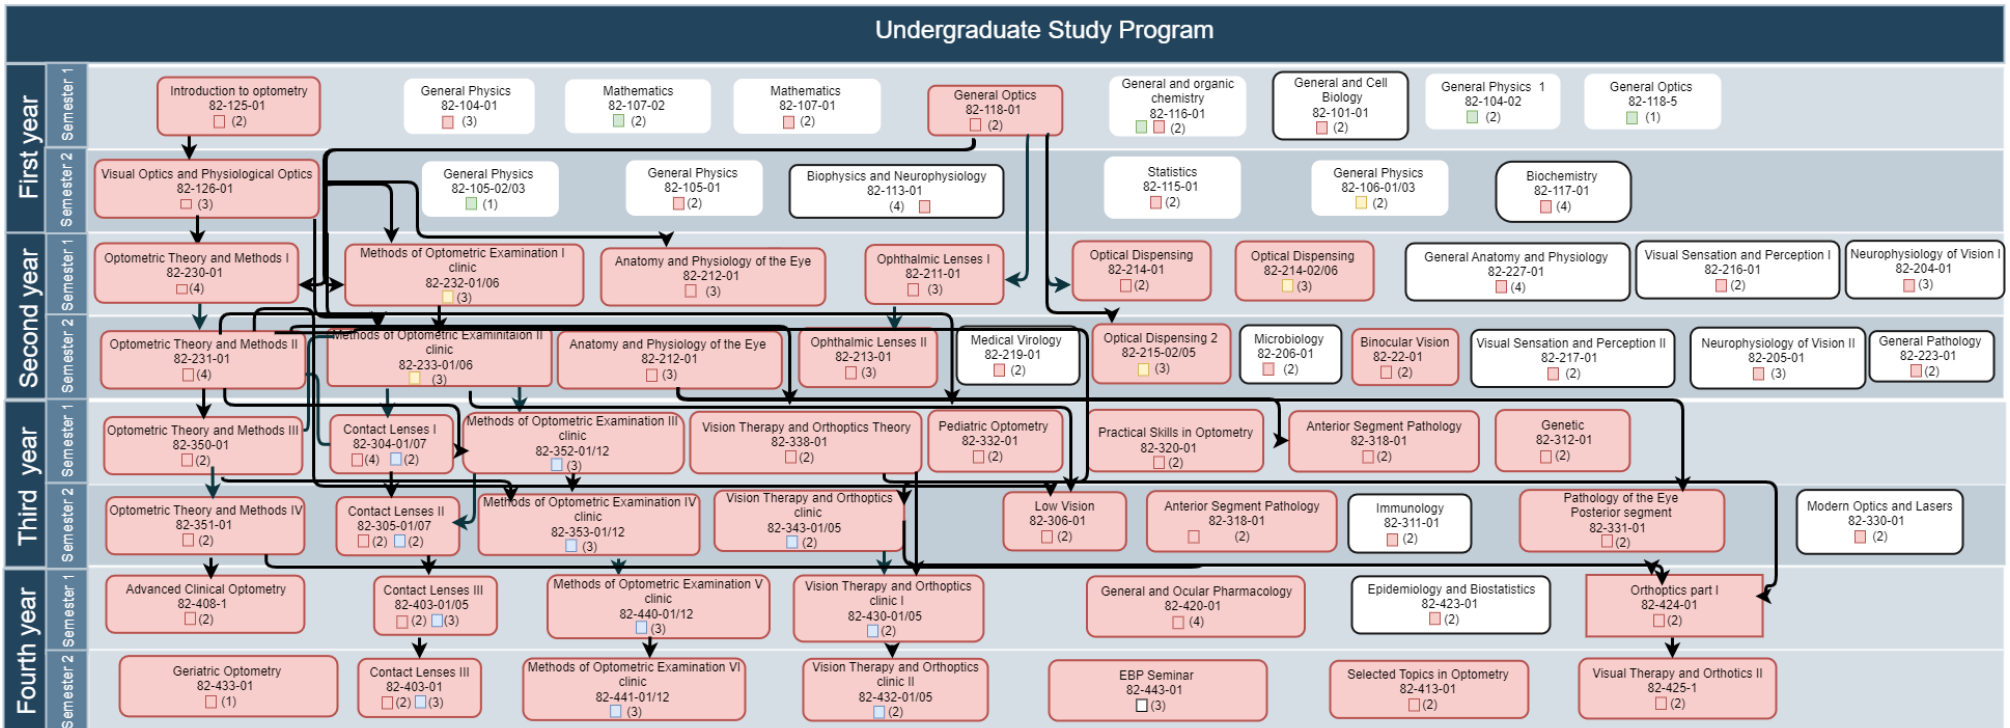 Undergraduate Study Program
First year
Semester 1
Introduction to optometry
82-125-01
(2)
General Physics
82-104-01
(3)
Mathematics
82-107-02
(2)
Mathematics
82-107-01
(2)
General Optics
82-118-01
(2)
General and organic
chemistry
82-116-01
(2)
General and Cell
Biology
82-101-01
(2)
General Physics 1
82-104-02
(2)
General Optics
82-118-5
(1)
Semester 2
Visual Optics and Physiological Optics
82-126-01
(3)
General Physics
82-105-02/03
(1)
General Physics
82-105-01
(2)
Biophysics and Neurophysiology
82-113-01
(4)
Statistics
82-115-01
(2)
General Physics
82-106-01/03
(2)
Biochemistry
82-117-01
(4)
Second year
Semester 1
Optometric Theory and Methods I
82-230-01
(4)
Methods of Optometric Examination I
clinic
82-232-01/06
(3)
Anatomy and Physiology of the Eye
82-212-01
(3)
Ophthalmic Lenses I
82-211-01
(3)
Optical Dispensing
82-214-01
(2)
Optical Dispensing
82-214-02/06
(3)
General Anatomy and Physiology
82-227-01
(4)
Visual Sensation and Perception I
82-216-01
(2)
Neurophysiology of Vision I
82-204-01
(3)
Semester 2
Optometric Theory and Methods II
82-231-01
(4)
Methods of Optometric Examinitaion II
clinic
82-233-01/06
(3)
Anatomy and Physiology of the Eye
82-212-01
(3)
Ophthalmic Lenses II
82-213-01
(3)
Medical Virology
82-219-01
(2)
Optical Dispensing 2
82-215-02/05
(3)
Microbiology
82-206-01
(2)
Binocular Vision
82-22-01
(2)
Visual Sensation and Perception II
82-217-01
(2)
Neurophysiology of Vision II
82-205-01
(3)
General Pathology
82-223-01
(2)
Third year
Semester 1
Optometric Theory and Methods III
82-350-01
(2)
Contact Lenses I
82-304-01/07
(4) (2)
Methods of Optometric Examination III
clinic
82-352-01/12
(3)
Vision Therapy and Orthoptics Theory
82-338-01
(2)
Pediatric Optometry
82-332-01
(2)
Practical Skills in Optometry
82-320-01
(2)
Anterior Segment Pathology
82-318-01
(2)
Genetic
82-312-01
(2)
Semester 2
Optometric Theory and Methods IV
82-351-01
(2)
Contact Lenses II
82-305-01/07
(2) (2)
Methods of Optometric Examination IV
clinic
82-353-01/12
(3)
Vision Therapy and Orthoptics
clinic
82-343-01/05
(2)
Low Vision
82-306-01
(2)
Anterior Segment Pathology
82-318-01
(2)
Immunology
82-311-01
(2)
Pathology of the Eye
Posterior segment
82-331-01
(2)
Modern Optics and Lasers
82-330-01
(2)
Fourth year
Semester 1
Advanced Clinical Optometry
82-408-1
(2)
Contact Lenses III
82-403-01/05
(2) (3)
Methods of Optometric Examination V
clinic
82-440-01/12
(3)
Vision Therapy and Orthoptics
clinic I
82-430-01/05
(2)
General and Ocular Pharmacology
82-420-01
(4)
Epidemiology and Biostatistics
82-423-01
(2)
Orthoptics part I
82-424-01
(2)
Semester 2
Geriatric Optometry
82-433-01
(1)
Contact Lenses III
82-403-01
(2) (3)
Methods of Optometric Examination VI
clinic
82-441-01/12
(3)
Vision Therapy and Orthoptics
clinic II
82-432-01/05
(2)
EBP Seminar
82-443-01
(3)
Selected Topics in Optometry
82-413-01
(2)
Visual Therapy and Orthotics II
82-425-1
(2)